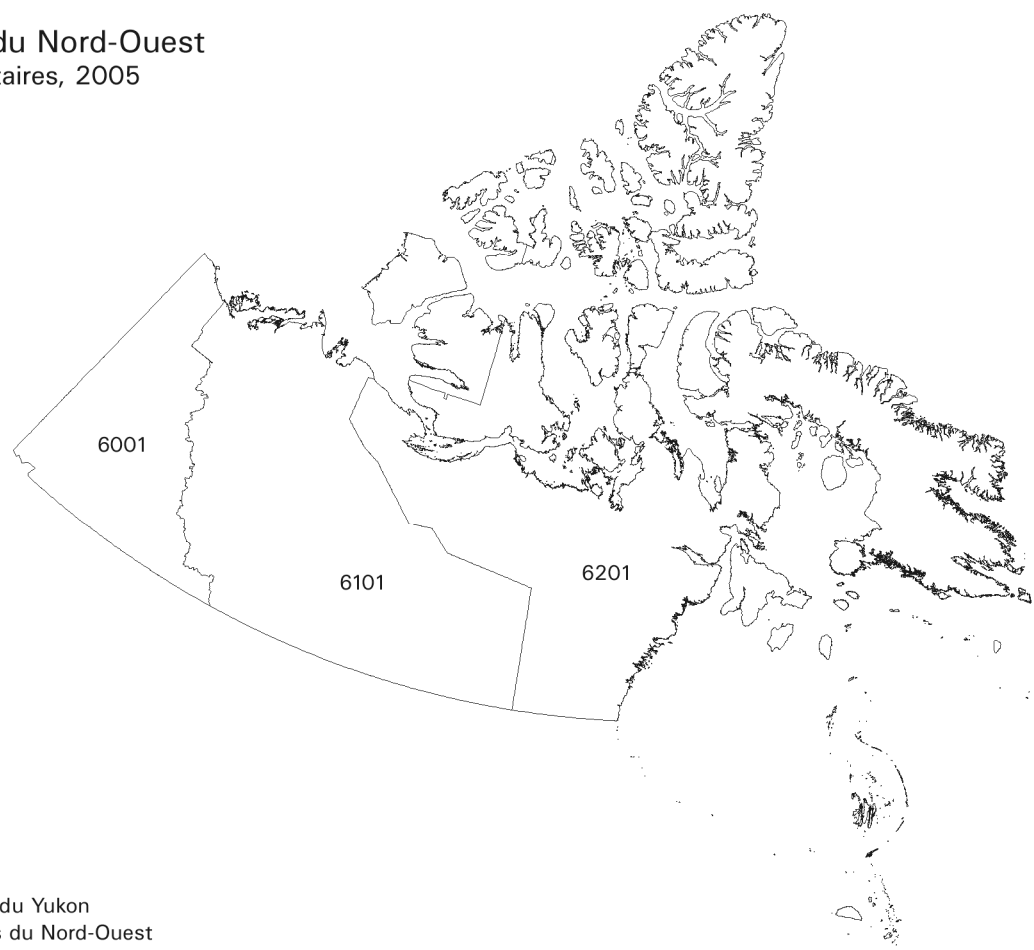 du Nord-Ouest
taires, 2005
6001
6101
6201
du Yukon
s du Nord-Ouest